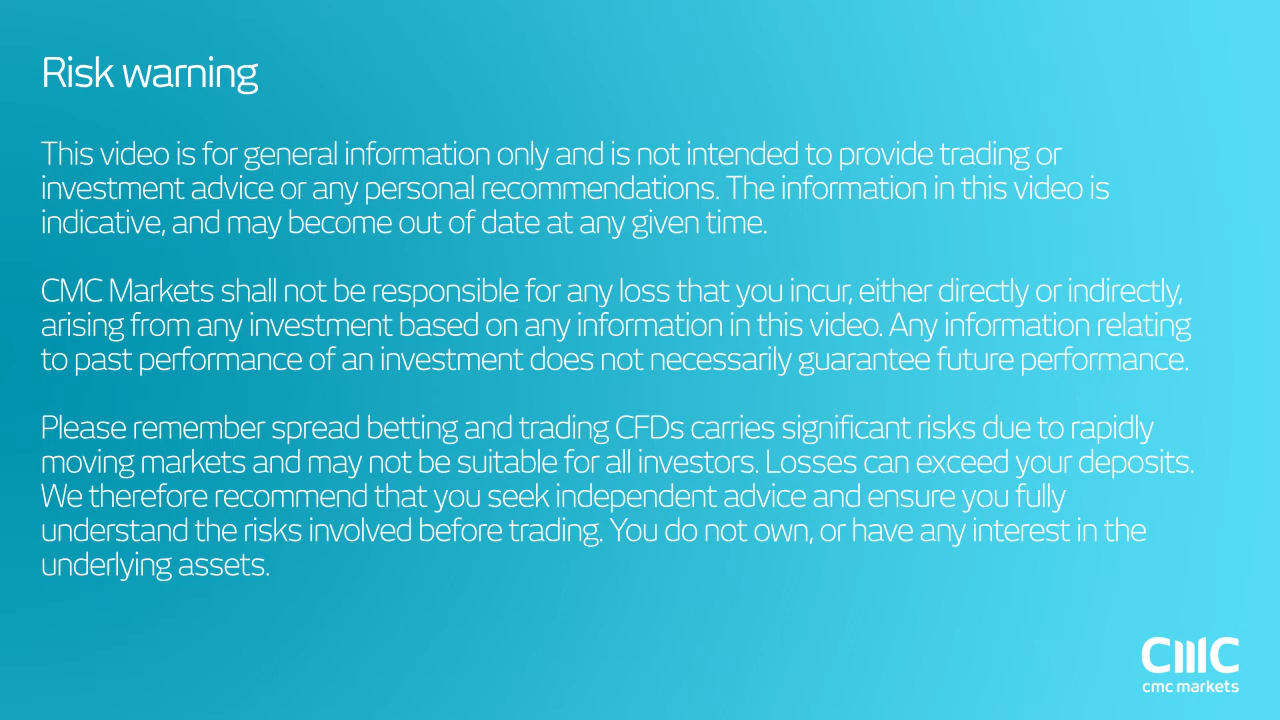 Risk warning
This video is for general information only and is not intended to provide trading or
investment advice or any personal recommendations. The information in this video is
indicative, and may become out of date at any given time.
CMC Markets shall not be responsible for any loss that you incur, either directly or indirectly,
arising from any investment based on any information in this video. Any information relating
to past performance of an investment does not necessarily guarantee future performance.
Please remember spread betting and trading CFDs carries significant risks due to rapidly
moving markets and may not be suitable for all investors. Losses can exceed your deposits.
We therefore recommend that you seek independent advice and ensure you fully
understand the risks involved before trading. You do not own, or have any interest in the
underlying assets.
CMC
cmc markets